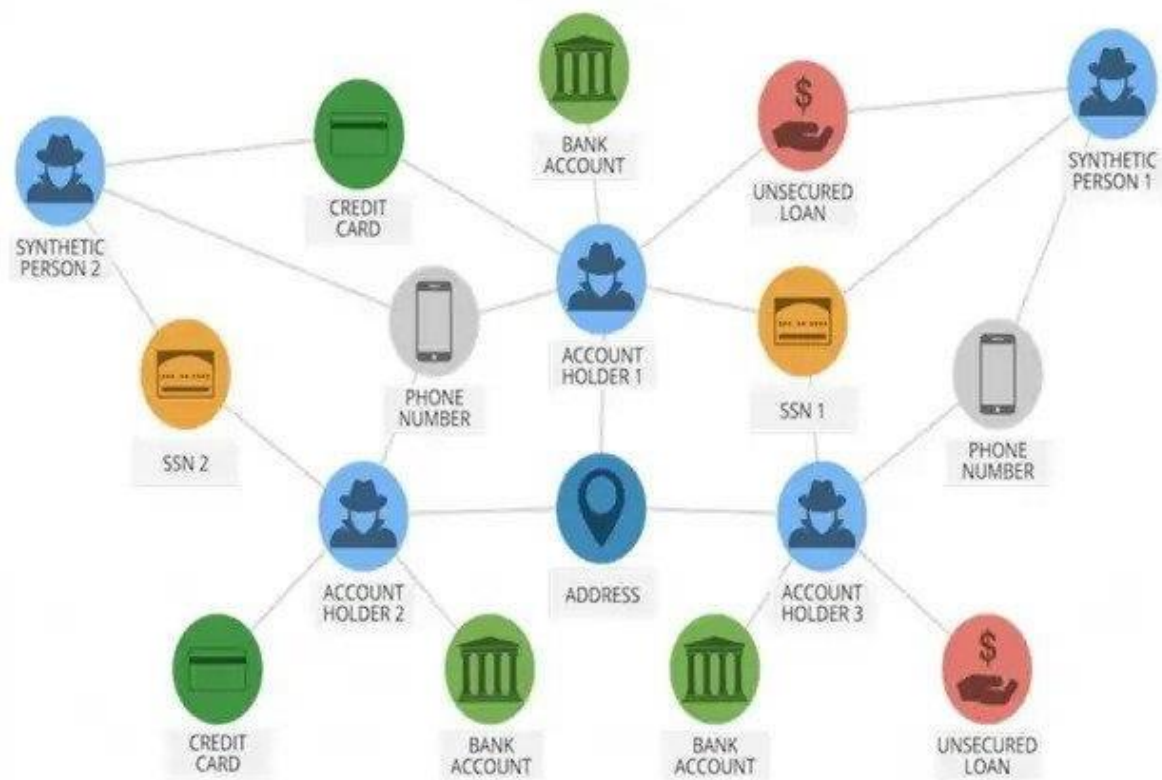 BANK
ACCOUNT
SYNTHETIC
PERSON 1
UNSECURED
LOAN
CREDIT
CARD
SYNTHETIC
PERSON 2
ACCOUNT
HOLDER 1
PHONE
NUMBER
SSN 1
SSN 2
PHONE
NUMBER
ACCOUNT
HOLDER 2
ADDRESS
ACCOUNT
HOLDER 3
CREDIT
CARD
BANK
ACCOUNT
BANK
ACCOUNT
UNSECURED
LOAN
$
$